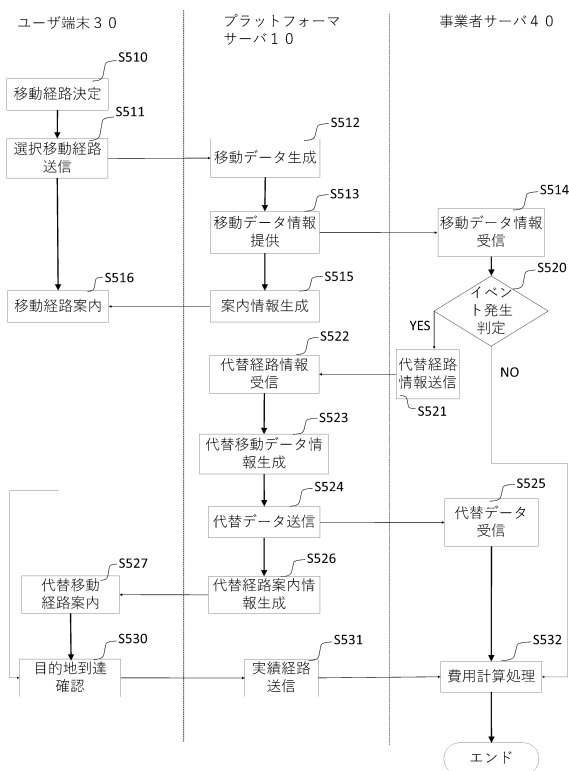 ユーザ端末３０
プラットフォーマ
サーバ１０
事業者サーバ４０
S510
移動経路決定
S511
選択移動経路
送信
S512
移動データ生成
S513
移動データ情報
提供
S514
移動データ情報
受信
S516
移動経路案内
S515
案内情報生成
S520
イベン
ト発生
判定
YES
NO
S522
代替経路情報
受信
代替経路
情報送信
S521
S523
代替移動データ情
報生成
S524
代替データ送信
S525
代替データ
受信
S527
代替移動
経路案内
S526
代替経路案内情
報生成
S530
目的地到達
確認
S531
実績経路
送信
S532
費用計算処理
エンド